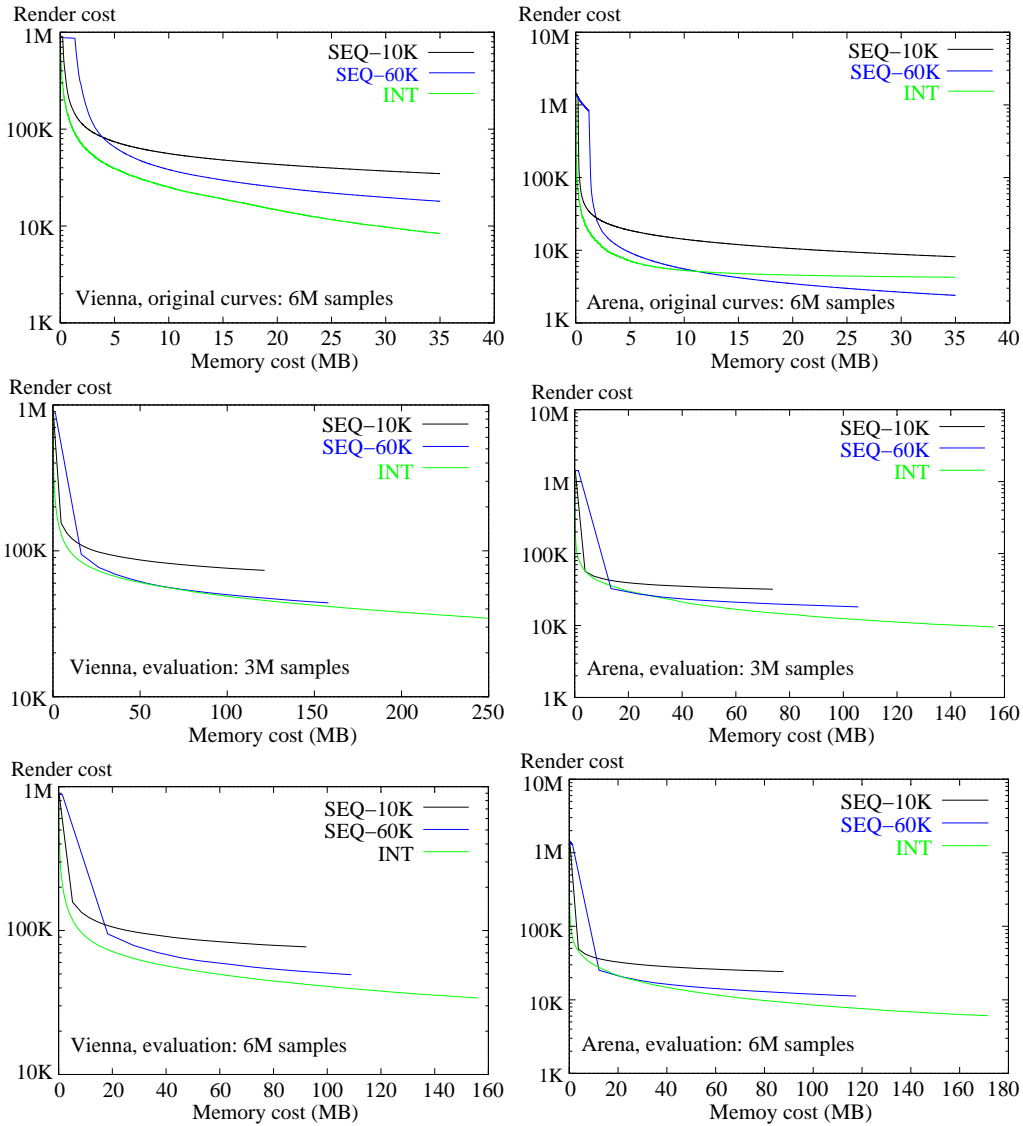 Render cost
1M
100K
10K
1K
SEQ−10K
SEQ−60K
INT
Vienna, original curves: 6M samples
0 5 10 15 20 25 30 35 40
Memory cost (MB)
Render cost
10M
1M
100K
10K
1K
SEQ−10K
SEQ−60K
INT
Arena, original curves: 6M samples
0 5 10 15 20 25 30 35 40
Memory cost (MB)
Render cost
1M
100K
10K
SEQ−10K
SEQ−60K
INT
Vienna, evaluation: 3M samples
0 50 100 150 200 250
Memory cost (MB)
Render cost
10M
1M
100K
10K
1K
SEQ−10K
SEQ−60K
INT
Arena, evaluation: 3M samples
0 20 40 60 80 100 120 140 160
Memory cost (MB)
Render cost
1M
100K
10K
SEQ−10K
SEQ−60K
INT
Vienna, evaluation: 6M samples
0 20 40 60 80 100 120 140 160
Memory cost (MB)
Render cost
10M
1M
100K
10K
1K
SEQ−10K
SEQ−60K
INT
Arena, evaluation: 6M samples
0 20 40 60 80 100 120 140 160 180
Memoy cost (MB)